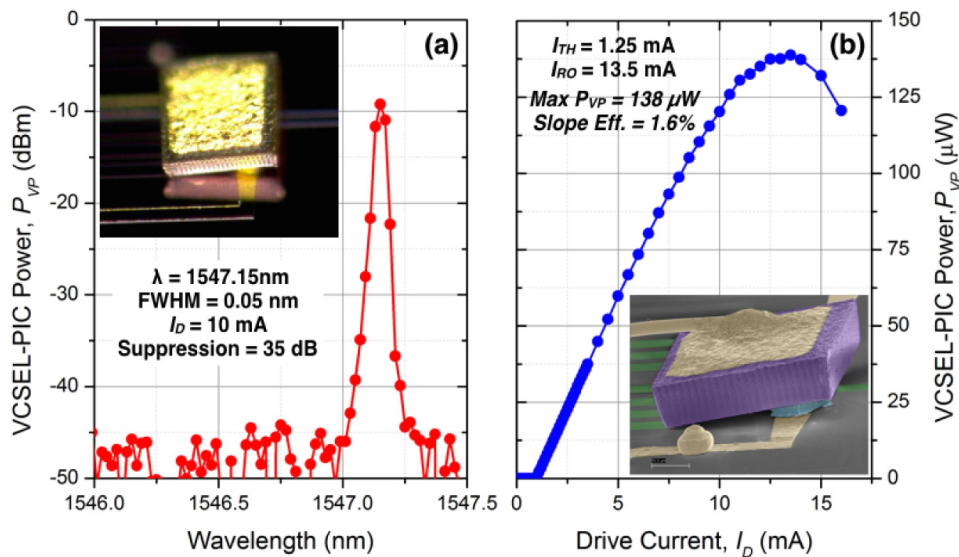 (a)
VCSEL-PIC Power, P_VP (dBm)
0
-10
-20
-30
-40
-50
λ = 1547.15nm
FWHM = 0.05 nm
I_D = 10 mA
Suppression = 35 dB
1546.0
1546.5
1547.0
1547.5
Wavelength (nm)
(b)
I_TH = 1.25 mA
I_RO = 13.5 mA
Max P_VP = 138 μW
Slope Eff. = 1.6%
150
125
100
75
50
25
0
VCSEL-PIC Power,P_VP (μW)
0
5
10
15
Drive Current, I_D (mA)